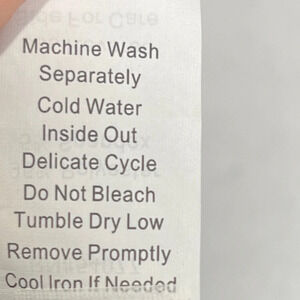 Machine Wash
Separately
Cold Water
Inside Out
Delicate Cycle
Do Not Bleach
Tumble Dry Low
Remove Promptly
Cool Iron If Needed